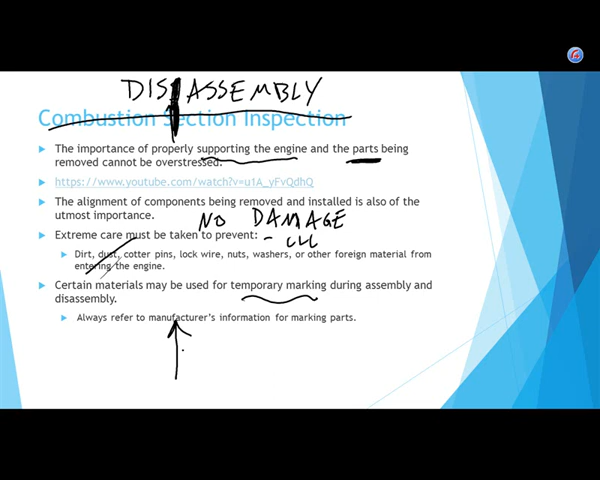 DISASSEMBLY
Combustion Section Inspection
The importance of properly supporting the engine and the parts being
removed cannot be overstressed.
https://www.youtube.com/watch?v=u1A_yFvQdhQ
The alignment of components being removed and installed is also of the
utmost importance.
NO DAMAGE
Extreme care must be taken to prevent:
Dirt, dust, cotter pins, lock wire, nuts, washers, or other foreign material from
entering the engine.
Certain materials may be used for temporary marking during assembly and
disassembly.
Always refer to manufacturer's information for marking parts.